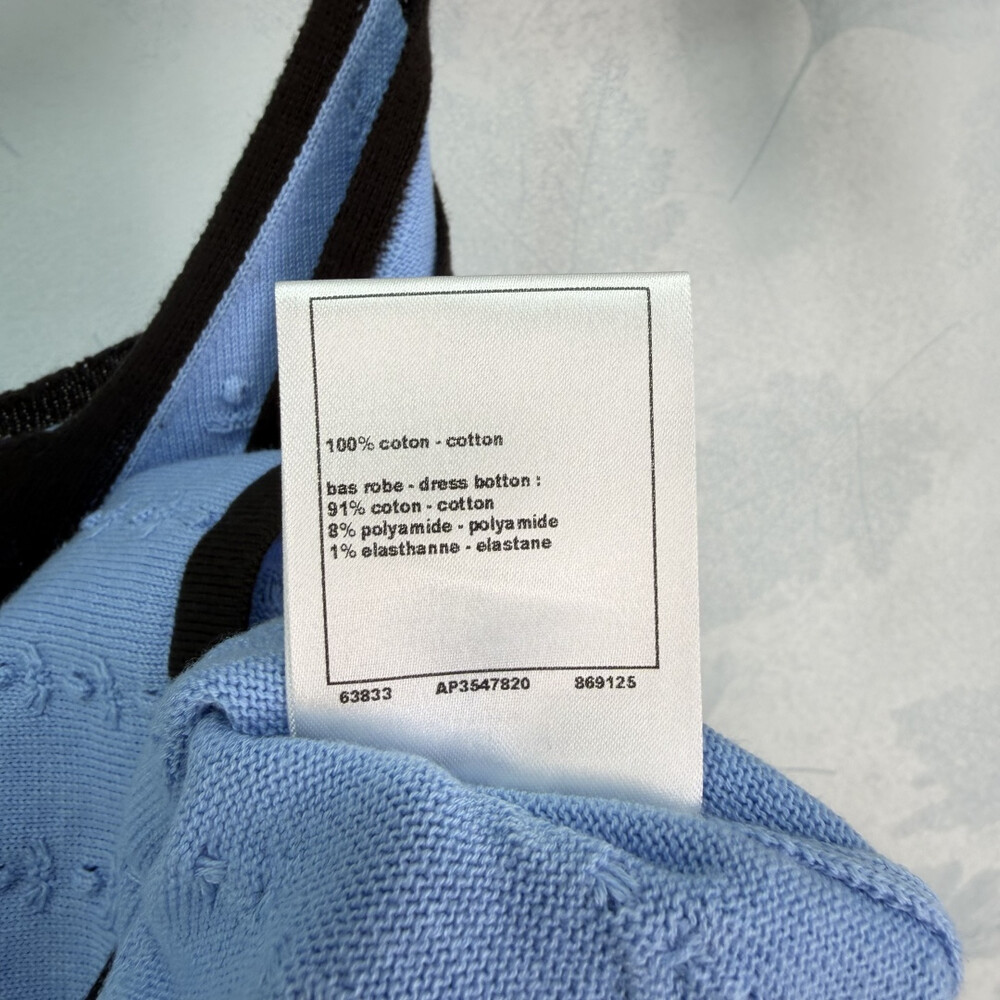 100% coton - cotton
bas robe - dress botton :
91% coton - cotton
8% polyamide - polyamide
1% elasthanne - elastane
63833 AP3547820 869125